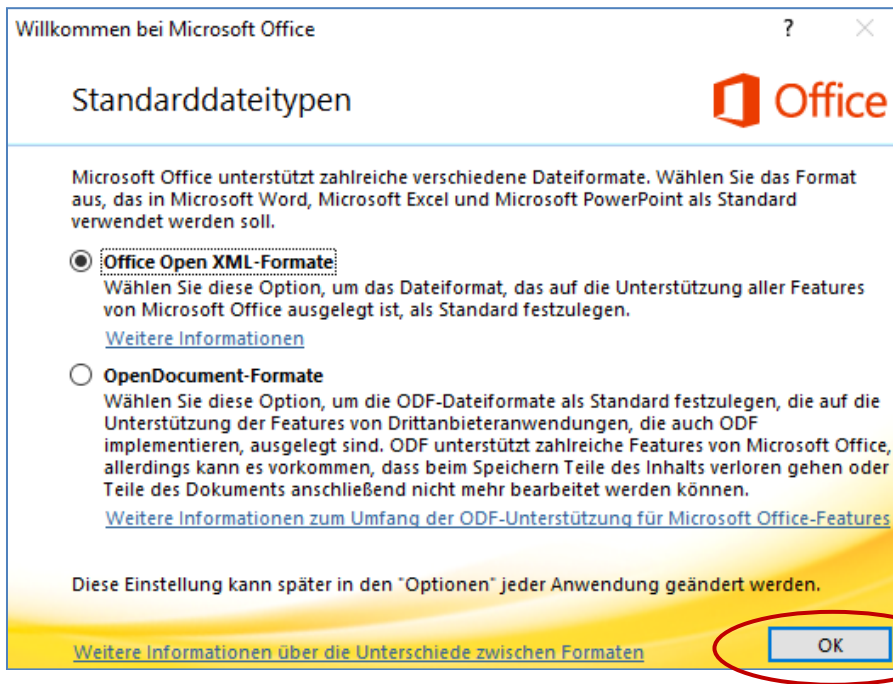 Willkommen bei Microsoft Office
?
Standarddateitypen
Office
Microsoft Office unterstützt zahlreiche verschiedene Dateiformate. Wählen Sie das Format
aus, das in Microsoft Word, Microsoft Excel und Microsoft PowerPoint als Standard
verwendet werden soll.
Office Open XML-Formate
Wählen Sie diese Option, um das Dateiformat, das auf die Unterstützung aller Features
von Microsoft Office ausgelegt ist, als Standard festzulegen.
Weitere Informationen
OpenDocument-Formate
Wählen Sie diese Option, um die ODF-Dateiformate als Standard festzulegen, die auf die
Unterstützung der Features von Drittanbieteranwendungen, die auch ODF
implementieren, ausgelegt sind. ODF unterstützt zahlreiche Features von Microsoft Office,
allerdings kann es vorkommen, dass beim Speichern Teile des Inhalts verloren gehen oder
Teile des Dokuments anschließend nicht mehr bearbeitet werden können.
Weitere Informationen zum Umfang der ODF-Unterstützung für Microsoft Office-Features
Diese Einstellung kann später in den "Optionen" jeder Anwendung geändert werden.
Weitere Informationen über die Unterschiede zwischen Formaten
OK